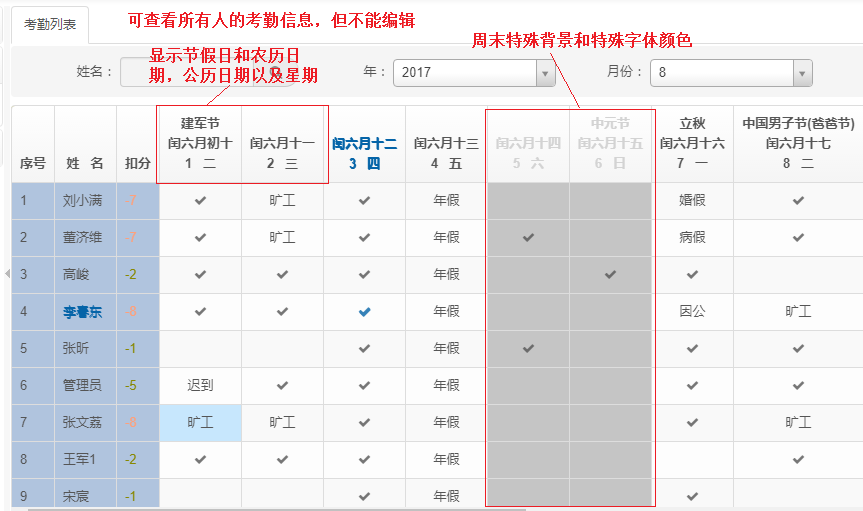 考勤列表
可查看所有人的考勤信息，但不能编辑
显示节假日和农历日
期，公历日期以及星期
周末特殊背景和特殊字体颜色
姓名： 年： 2017 月份： 8
建军节 中元节 立秋 中国男子节(爸爸节)
闰六月初十 闰六月十一 闰六月十二 闰六月十三 闰六月十四 闰六月十五 闰六月十六 闰六月十七
序号 姓 名 扣分 1 二 2 三 3 四 4 五 5 六 6 日 7 一 8 二
1 刘小满 -7 ✔ 旷工 ✔ 年假 婚假 ✔
2 董济维 -7 ✔ 旷工 ✔ 年假 ✔ 病假 ✔
3 高峻 -2 ✔ ✔ ✔ 年假 ✔ ✔
4 李春东 -8 ✔ ✔ ✔ 年假 因公 旷工
5 张昕 -1 ✔ 年假 ✔ ✔ ✔
6 管理员 -5 迟到 ✔ ✔ 年假 ✔ ✔
7 张文荔 -8 旷工 旷工 ✔ 年假 ✔ 旷工
8 王军1 -2 ✔ ✔ ✔ 年假 ✔
9 宋宸 -1 ✔ 年假 ✔